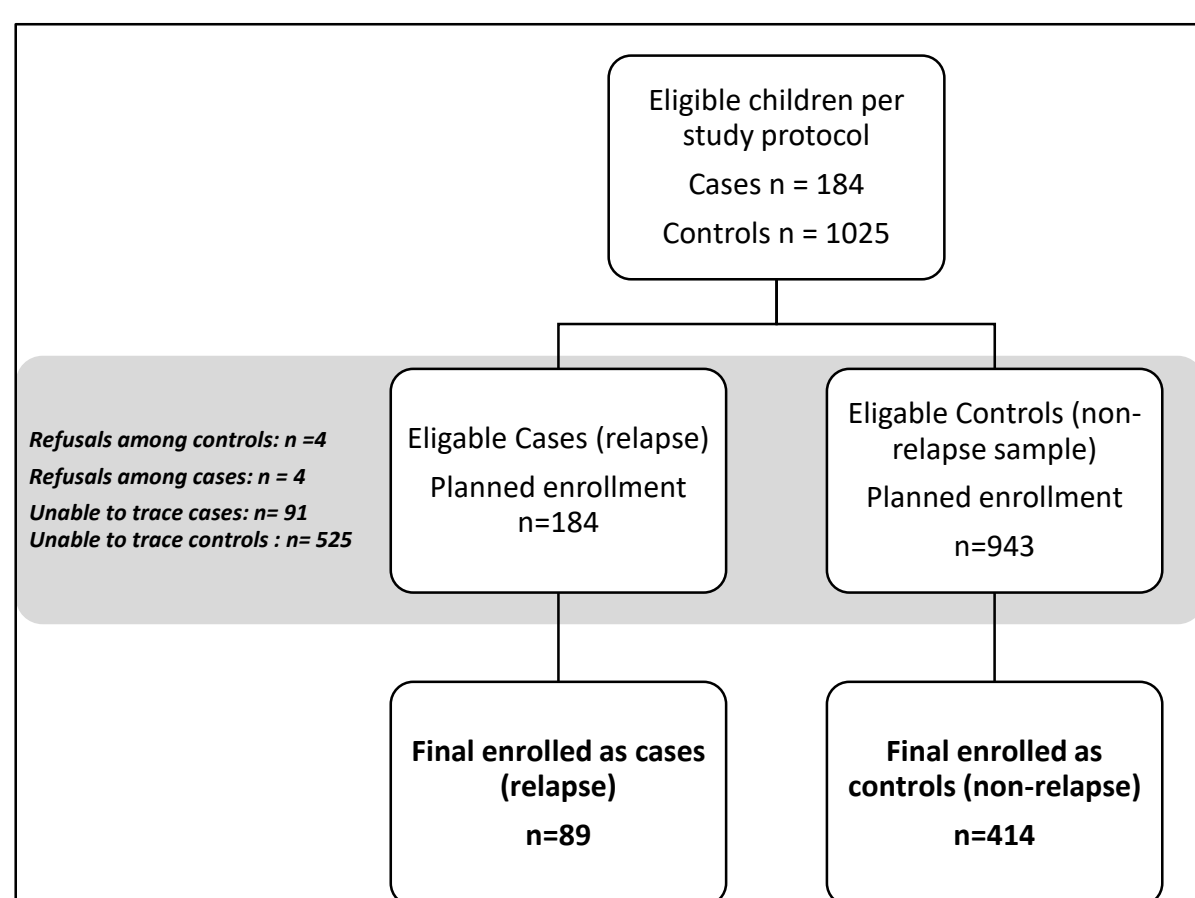 Eligible children per
study protocol
Cases n = 184
Controls n = 1025
Refusals among controls: n =4
Refusals among cases: n = 4
Unable to trace cases: n= 91
Unable to trace controls : n= 525
Eligable Cases (relapse)
Planned enrollment
n=184
Eligable Controls (non-
relapse sample)
Planned enrollment
n=943
Final enrolled as cases
(relapse)
n=89
Final enrolled as
controls (non-relapse)
n=414